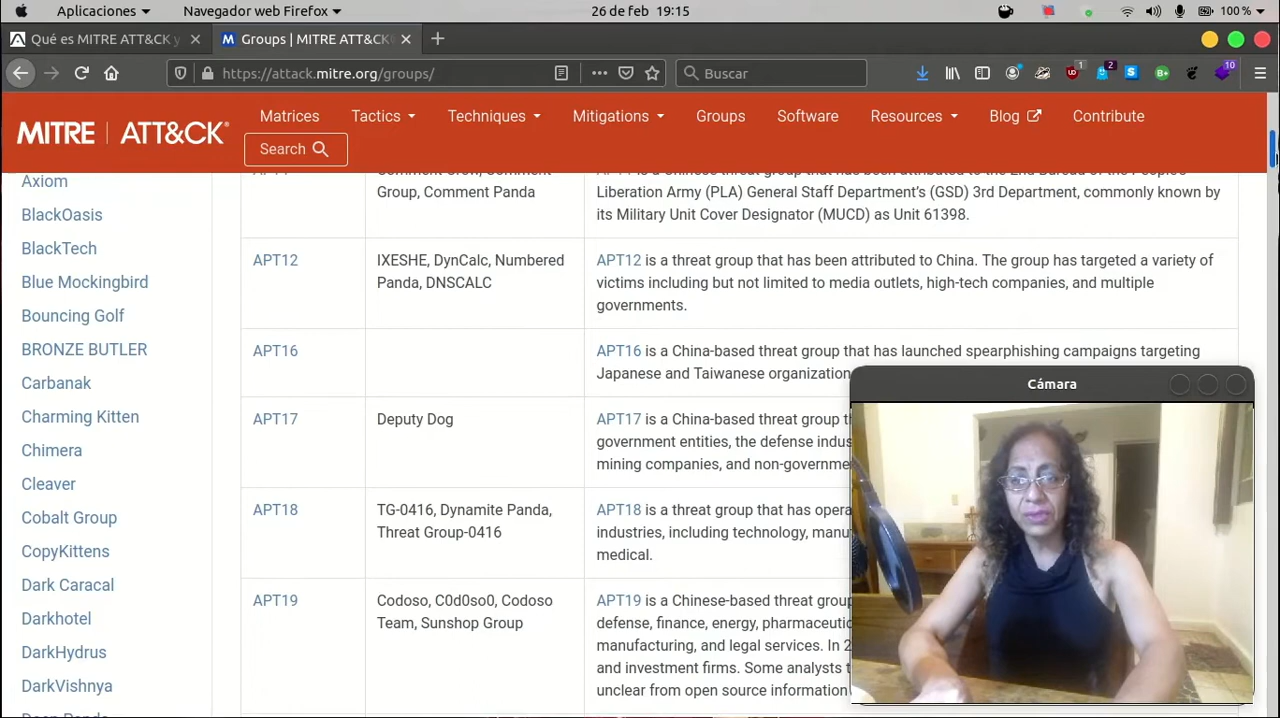 Aplicaciones
Navegador web Firefox
26 de feb 19:15
100 %
Qué es MITRE ATT&CK y
Groups | MITRE ATT&CK
https://attack.mitre.org/groups/
Buscar
1
2
10
MITRE | ATT&CK®
Matrices
Tactics
Techniques
Mitigations
Groups
Software
Resources
Blog
Contribute
Search
Axiom
BlackOasis
BlackTech
Blue Mockingbird
Bouncing Golf
BRONZE BUTLER
Carbanak
Charming Kitten
Chimera
Cleaver
Cobalt Group
CopyKittens
Dark Caracal
Darkhotel
DarkHydrus
DarkVishnya
Group, Comment Panda
Liberation Army (PLA) General Staff Department's (GSD) 3rd Department, commonly known by
its Military Unit Cover Designator (MUCD) as Unit 61398.
APT12
IXESHE, DynCalc, Numbered
Panda, DNSCALC
APT12 is a threat group that has been attributed to China. The group has targeted a variety of
victims including but not limited to media outlets, high-tech companies, and multiple
governments.
APT16
APT16 is a China-based threat group that has launched spearphishing campaigns targeting
Japanese and Taiwanese organization
APT17
Deputy Dog
APT17 is a China-based threat group th
government entities, the defense indus
mining companies, and non-governme
APT18
TG-0416, Dynamite Panda,
Threat Group-0416
APT18 is a threat group that has opera
industries, including technology, manu
medical.
APT19
Codoso, C0d0so0, Codoso
Team, Sunshop Group
APT19 is a Chinese-based threat group
defense, finance, energy, pharmaceutic
manufacturing, and legal services. In 2
and investment firms. Some analysts t
unclear from open source information
Cámara